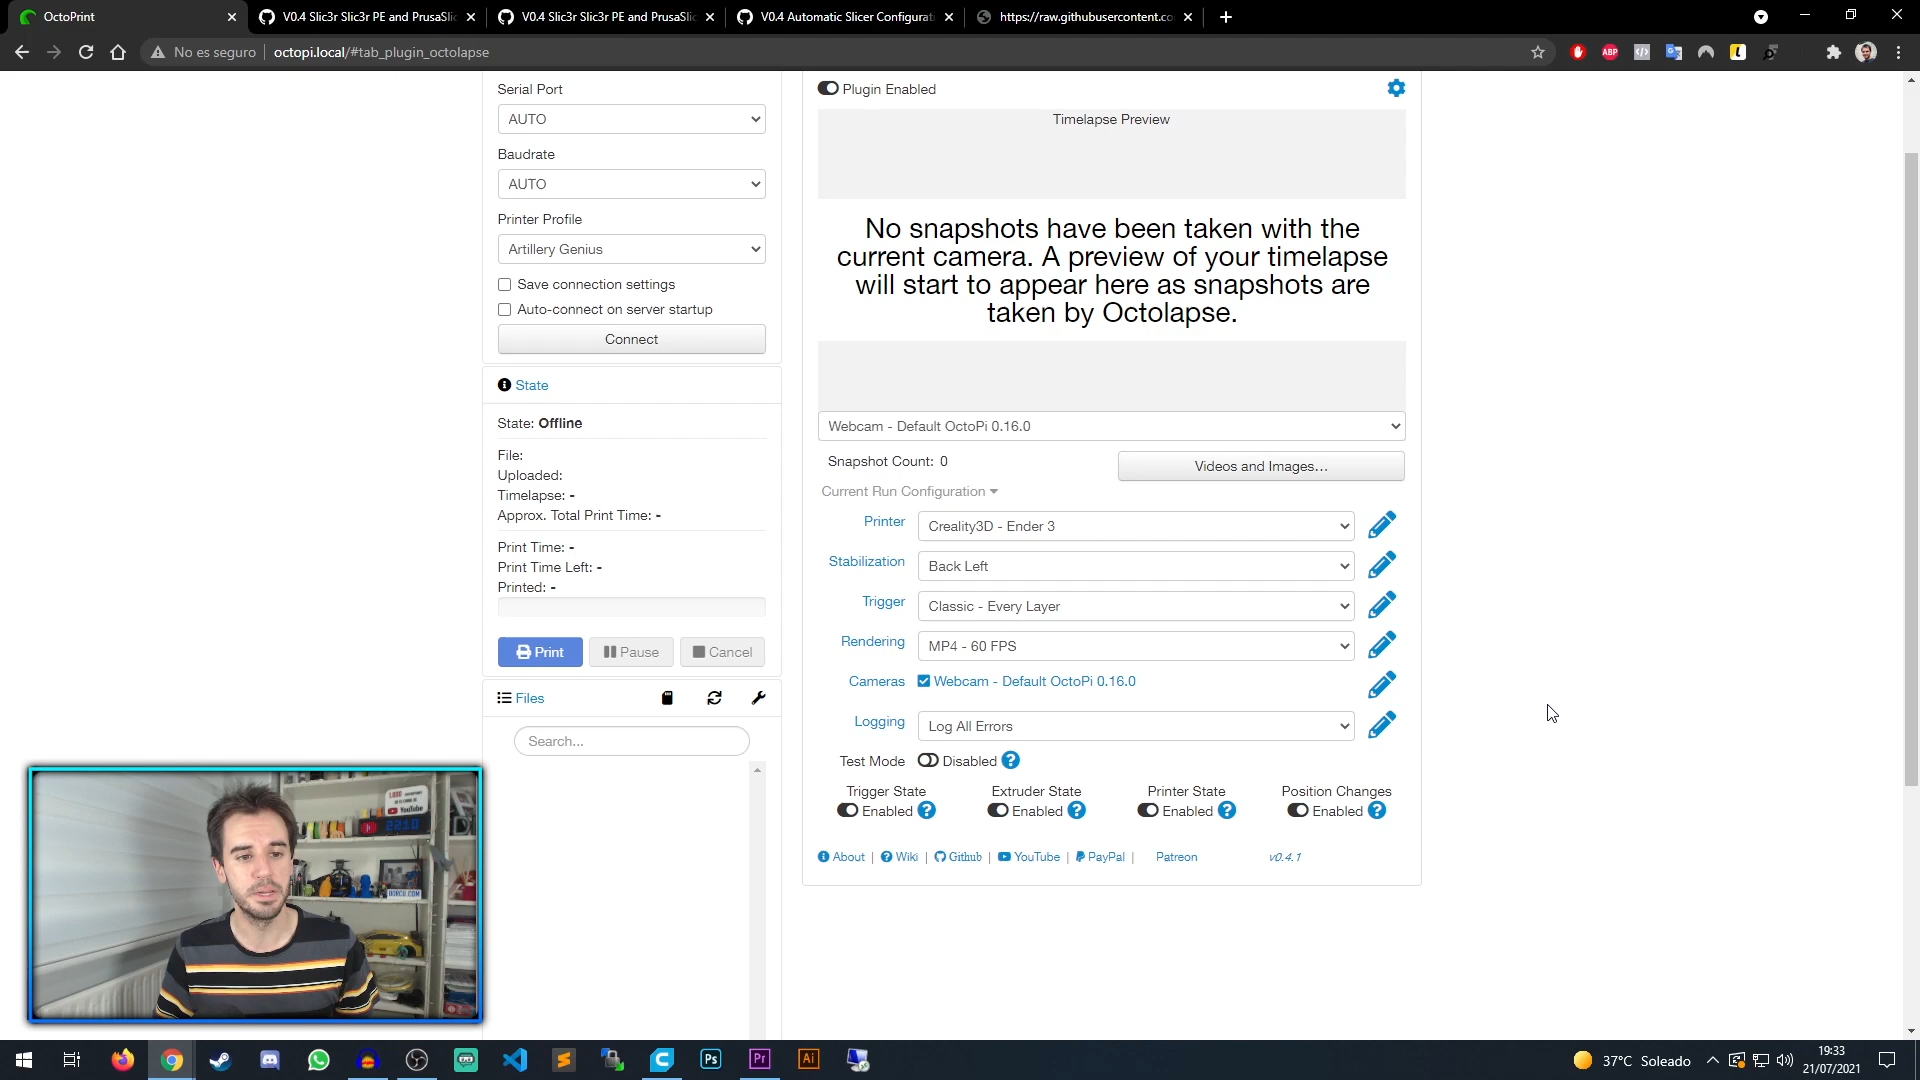 OctoPrint
V0.4 Slic3r Slic3r PE and PrusaSlic
V0.4 Slic3r Slic3r PE and PrusaSlic
V0.4 Automatic Slicer Configurati
https://raw.githubusercontent.co
No es seguro
octopi.local/#tab_plugin_octolapse
ABP
Serial Port
AUTO
Baudrate
AUTO
Printer Profile
Artillery Genius
Save connection settings
Auto-connect on server startup
Connect
State
State: Offline
File:
Uploaded:
Timelapse: -
Approx. Total Print Time: -
Print Time: -
Print Time Left: -
Printed: -
Print
Pause
Cancel
Files
Search...
Plugin Enabled
Timelapse Preview
No snapshots have been taken with the
current camera. A preview of your timelapse
will start to appear here as snapshots are
taken by Octolapse.
Webcam - Default OctoPi 0.16.0
Snapshot Count: 0
Videos and Images...
Current Run Configuration
Printer
Creality3D - Ender 3
Stabilization
Back Left
Trigger
Classic - Every Layer
Rendering
MP4 - 60 FPS
Cameras
Webcam - Default OctoPi 0.16.0
Logging
Log All Errors
Test Mode
Disabled
Trigger State
Extruder State
Printer State
Position Changes
Enabled
Enabled
Enabled
Enabled
About | Wiki | Github | YouTube | PayPal | Patreon
v0.4.1
YouTube
Ps
Pr
Ai
37°C Soleado
19:33
21/07/2021